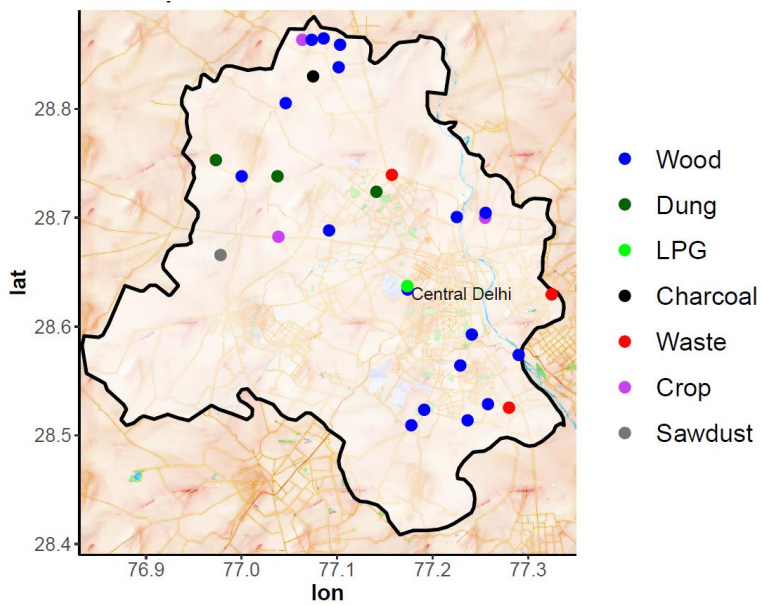 28.8
28.7
28.6
28.5
28.4
lat
76.9
77.0
77.1
77.2
77.3
lon
Central Delhi
Wood
Dung
LPG
Charcoal
Waste
Crop
Sawdust